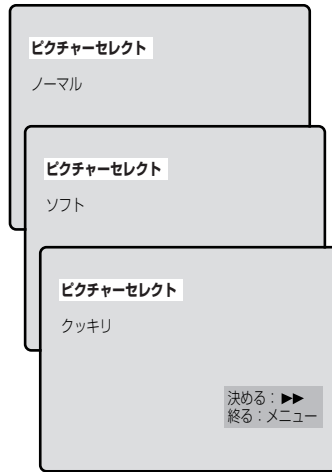 ピクチャーセレクト
ノーマル
ピクチャーセレクト
ソフト
ピクチャーセレクト
クッキリ
決める：►►
終る：メニュー